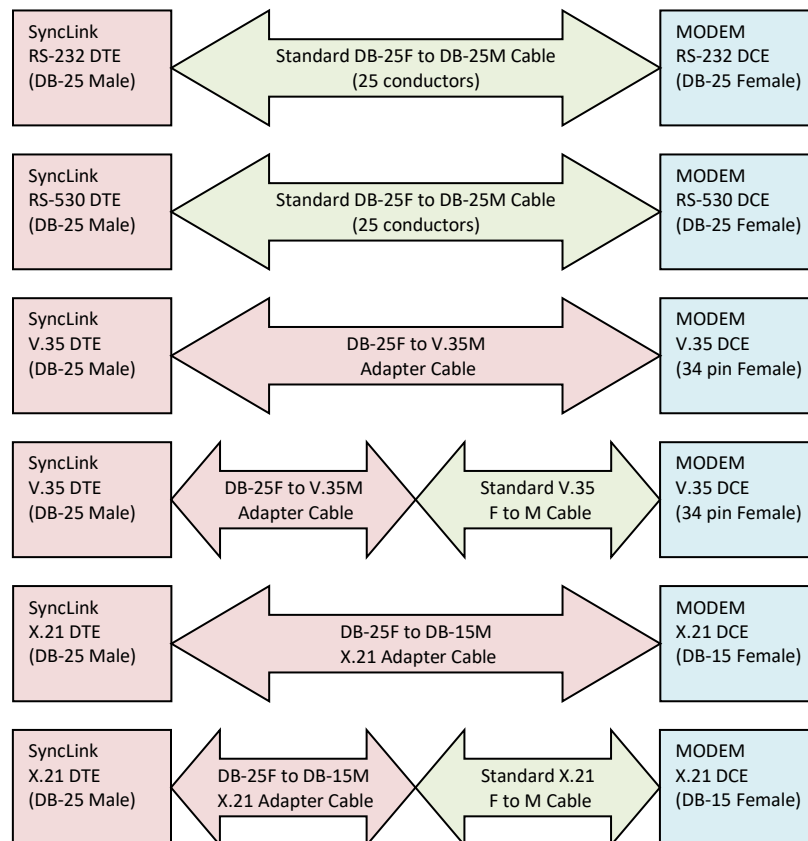 SyncLink
RS-232 DTE
(DB-25 Male)
Standard DB-25F to DB-25M Cable
(25 conductors)
MODEM
RS-232 DCE
(DB-25 Female)
SyncLink
RS-530 DTE
(DB-25 Male)
Standard DB-25F to DB-25M Cable
(25 conductors)
MODEM
RS-530 DCE
(DB-25 Female)
SyncLink
V.35 DTE
(DB-25 Male)
DB-25F to V.35M
Adapter Cable
MODEM
V.35 DCE
(34 pin Female)
SyncLink
V.35 DTE
(DB-25 Male)
DB-25F to V.35M
Adapter Cable
Standard V.35
F to M Cable
MODEM
V.35 DCE
(34 pin Female)
SyncLink
X.21 DTE
(DB-25 Male)
DB-25F to DB-15M
X.21 Adapter Cable
MODEM
X.21 DCE
(DB-15 Female)
SyncLink
X.21 DTE
(DB-25 Male)
DB-25F to DB-15M
X.21 Adapter Cable
Standard X.21
F to M Cable
MODEM
X.21 DCE
(DB-15 Female)